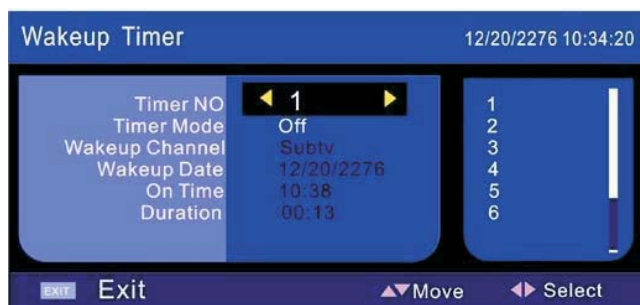 Wakeup Timer 12/20/2276 10:34:20
Timer NO 1
Timer Mode Off
Wakeup Channel Subtv
Wakeup Date 12/20/2276
On Time 10:38
Duration 00:13
1
2
3
4
5
6
EXIT Exit Move Select